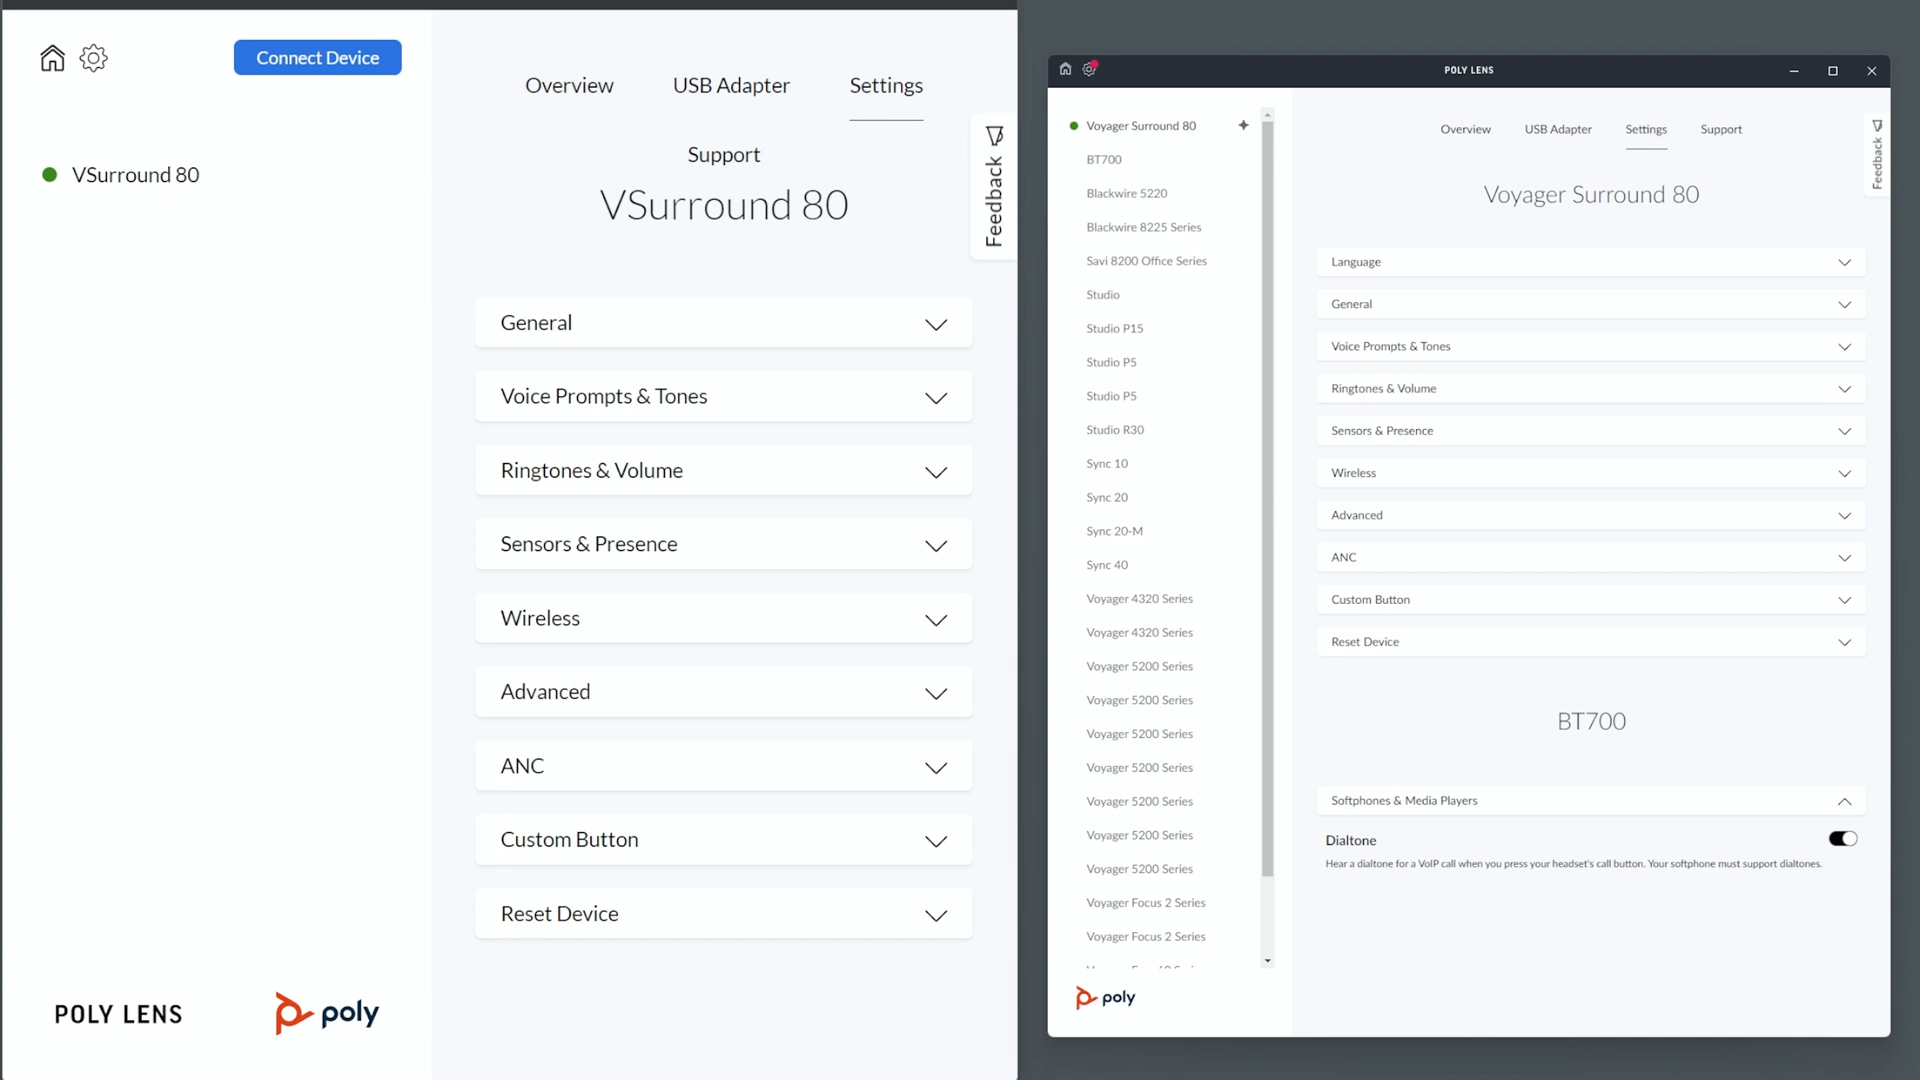 Connect Device
VSurround 80
POLY LENS
poly
Overview
USB Adapter
Settings
Support
Feedback
VSurround 80
General
Voice Prompts & Tones
Ringtones & Volume
Sensors & Presence
Wireless
Advanced
ANC
Custom Button
Reset Device
POLY LENS
Voyager Surround 80
BT700
Blackwire 5220
Blackwire 8225 Series
Savi 8200 Office Series
Studio
Studio P15
Studio P5
Studio P5
Studio R30
Sync 10
Sync 20
Sync 20-M
Sync 40
Voyager 4320 Series
Voyager 4320 Series
Voyager 5200 Series
Voyager 5200 Series
Voyager 5200 Series
Voyager 5200 Series
Voyager 5200 Series
Voyager 5200 Series
Voyager 5200 Series
Voyager Focus 2 Series
Voyager Focus 2 Series
poly
Overview
USB Adapter
Settings
Support
Feedback
Voyager Surround 80
Language
General
Voice Prompts & Tones
Ringtones & Volume
Sensors & Presence
Wireless
Advanced
ANC
Custom Button
Reset Device
BT700
Softphones & Media Players
Dialtone
Hear a dialtone for a VoIP call when you press your headset's call button. Your softphone must support dialtones.